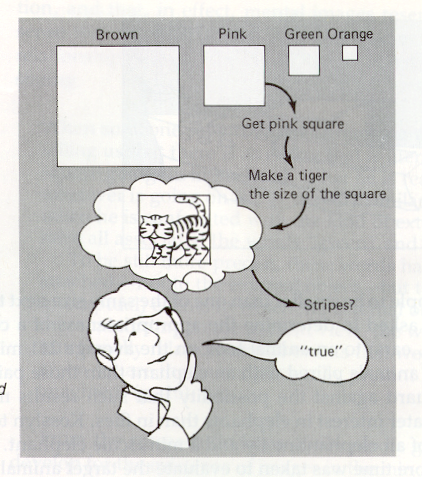 Brown
Pink
Green Orange
Get pink square
Make a tiger
the size of the square
Stripes?
"true"